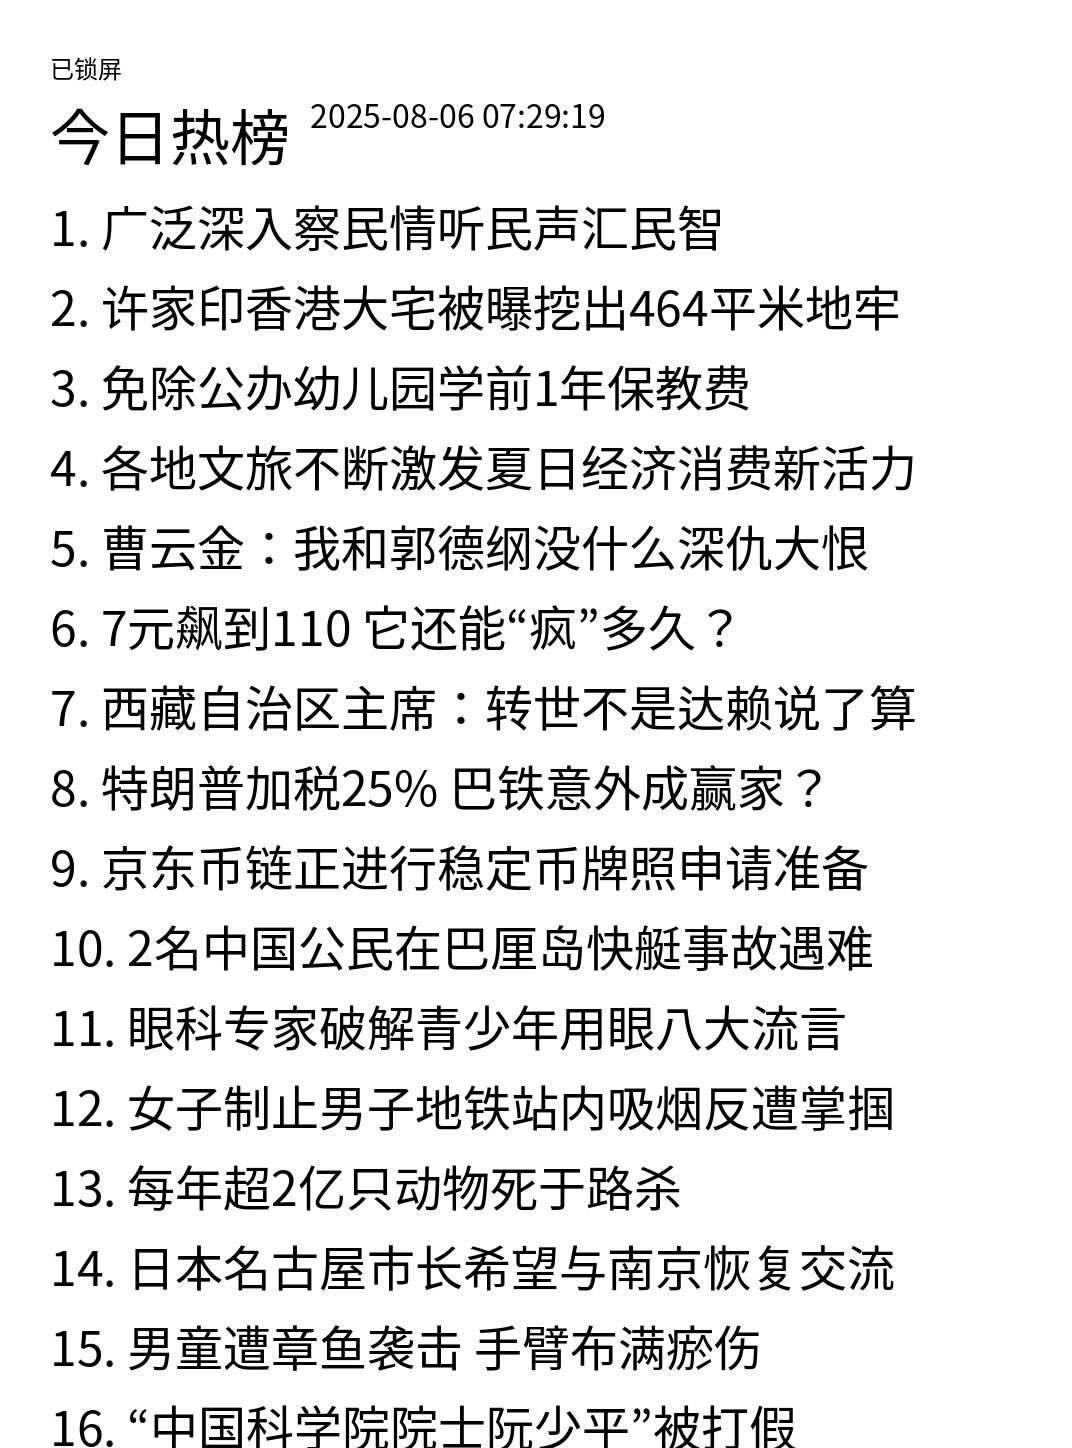 已锁屏
今日热榜 2025-08-06 07:29:19
1. 广泛深入察民情听民声汇民智
2. 许家印香港大宅被曝挖出464平米地牢
3. 免除公办幼儿园学前1年保教费
4. 各地文旅不断激发夏日经济消费新活力
5. 曹云金：我和郭德纲没什么深仇大恨
6. 7元飙到110 它还能“疯”多久？
7. 西藏自治区主席：转世不是达赖说了算
8. 特朗普加税25% 巴铁意外成赢家？
9. 京东币链正进行稳定币牌照申请准备
10. 2名中国公民在巴厘岛快艇事故遇难
11. 眼科专家破解青少年用眼八大流言
12. 女子制止男子地铁站内吸烟反遭掌掴
13. 每年超2亿只动物死于路杀
14. 日本名古屋市长希望与南京恢复交流
15. 男童遭章鱼袭击 手臂布满瘀伤
16. “中国科学院院士阮少平”被打假